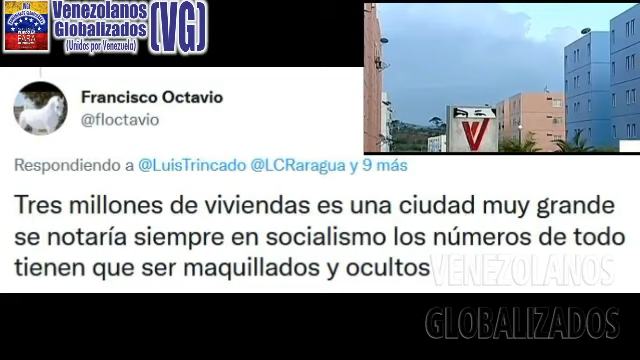 Venezolanos
Globalizados
(Unidos por Venezuela)
(VG)
Francisco Octavio
@floctavio
Respondiendo a @LuisTrincado @LCRaragua y 9 más
Tres millones de viviendas es una ciudad muy grande
se notaría siempre en socialismo los números de todo
tienen que ser maquillados y ocultos
VENEZOLANOS
GLOBALIZADOS